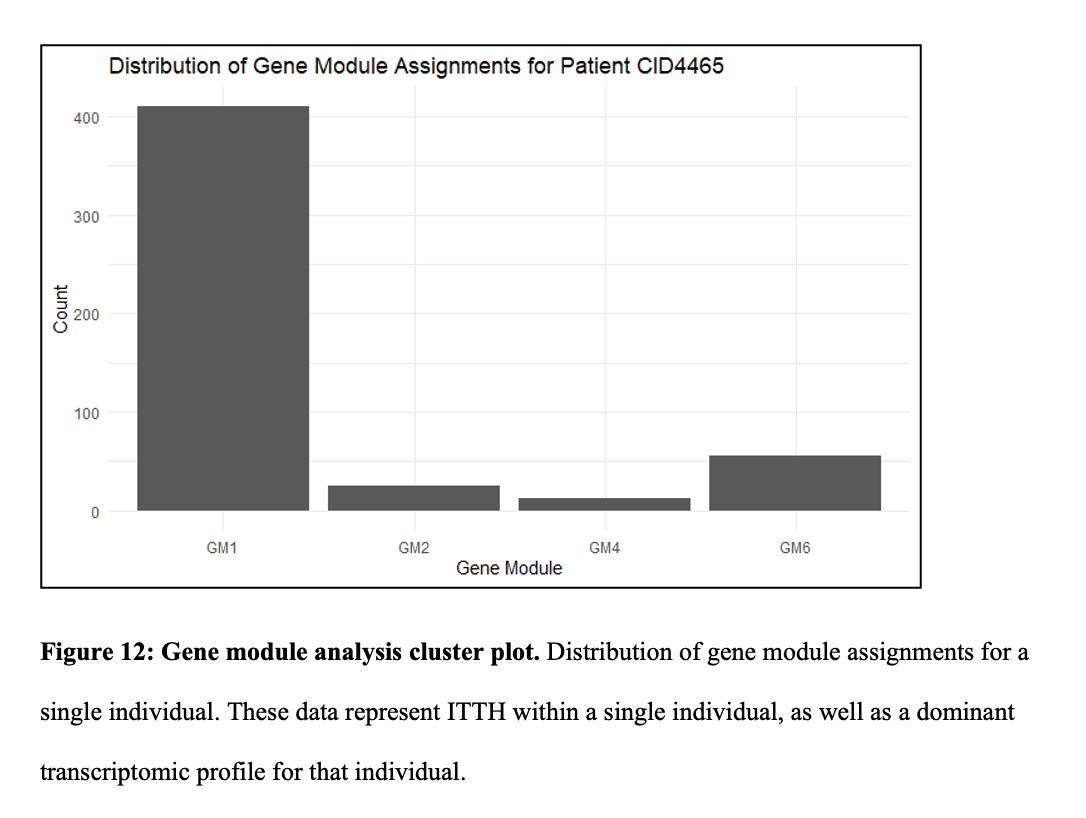 Distribution of Gene Module Assignments for Patient CID4465
400
300
200
100
0
Count
GM1 GM2 GM4 GM6
Gene Module
Figure 12: Gene module analysis cluster plot. Distribution of gene module assignments for a
single individual. These data represent ITTH within a single individual, as well as a dominant
transcriptomic profile for that individual.